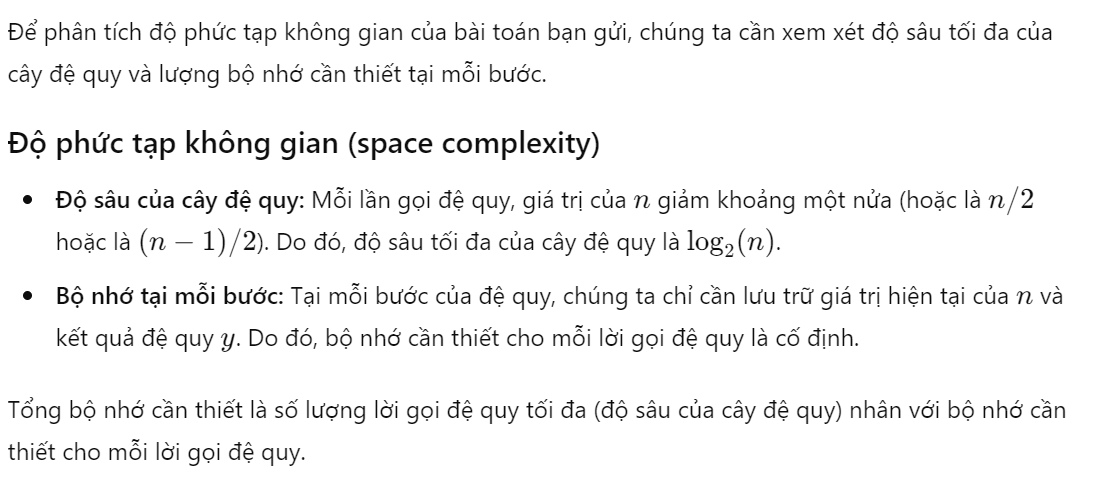 Để phân tích độ phức tạp không gian của bài toán bạn gửi, chúng ta cần xem xét độ sâu tối đa của
cây đệ quy và lượng bộ nhớ cần thiết tại mỗi bước.
Độ phức tạp không gian (space complexity)
• Độ sâu của cây đệ quy: Mỗi lần gọi đệ quy, giá trị của n giảm khoảng một nửa (hoặc là n/2
hoặc là (n − 1)/2). Do đó, độ sâu tối đa của cây đệ quy là log₂(n).
• Bộ nhớ tại mỗi bước: Tại mỗi bước của đệ quy, chúng ta chỉ cần lưu trữ giá trị hiện tại của n và
kết quả đệ quy y. Do đó, bộ nhớ cần thiết cho mỗi lời gọi đệ quy là cố định.
Tổng bộ nhớ cần thiết là số lượng lời gọi đệ quy tối đa (độ sâu của cây đệ quy) nhân với bộ nhớ cần
thiết cho mỗi lời gọi đệ quy.